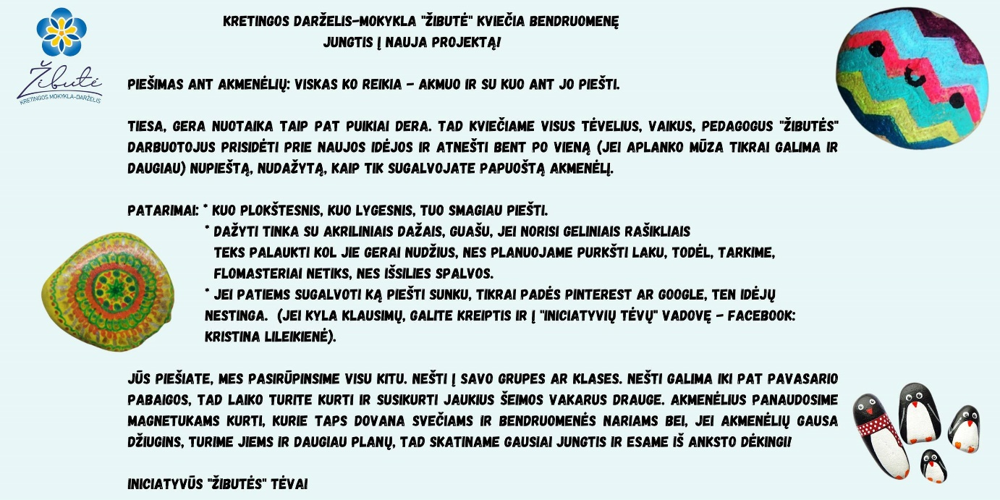 KRETINGOS DARŽELIS-MOKYKLA "ŽIBUTĖ" KVIEČIA BENDRUOMENĘ
JUNGTIS Į NAUJA PROJEKTĄ!
Žibutė
KRETINGOS MOKYKLA-DARŽELIS
PIEŠIMAS ANT AKMENĖLIŲ: VISKAS KO REIKIA - AKMUO IR SU KUO ANT JO PIEŠTI.
TIESA, GERA NUOTAIKA TAIP PAT PUIKIAI DERA. TAD KVIEČIAME VISUS TĖVELIUS, VAIKUS, PEDAGOGUS "ŽIBUTĖS"
DARBUOTOJUS PRISIDĖTI PRIE NAUJOS IDĖJOS IR ATNEŠTI BENT PO VIENĄ (JEI APLANKO MŪZA TIKRAI GALIMA IR
DAUGIAU) NUPIEŠTĄ, NUDAŽYTĄ, KAIP TIK SUGALVOJATE PAPUOŠTĄ AKMENĖLĮ.
PATARIMAI: * KUO PLOKŠTESNIS, KUO LYGESNIS, TUO SMAGIAU PIEŠTI.
* DAŽYTI TINKA SU AKRILINIAIS DAŽAIS, GUAŠU, JEI NORISI GELINIAIS RAŠIKLIAIS
TEKS PALAUKTI KOL JIE GERAI NUDŽIUS, NES PLANUOJAME PURKŠTI LAKU, TODĖL, TARKIME,
FLOMASTERIAI NETIKS, NES IŠSILIES SPALVOS.
* JEI PATIEMS SUGALVOTI KĄ PIEŠTI SUNKU, TIKRAI PADĖS PINTEREST AR GOOGLE, TEN IDĖJŲ
NESTINGA. (JEI KYLA KLAUSIMŲ, GALITE KREIPTIS IR Į "INICIATYVIŲ TĖVŲ" VADOVĘ - FACEBOOK:
KRISTINA LILEIKIENĖ).
JŪS PIEŠIATE, MES PASIRŪPINSIME VISU KITU. NEŠTI Į SAVO GRUPES AR KLASES. NEŠTI GALIMA IKI PAT PAVASARIO
PABAIGOS, TAD LAIKO TURITE KURTI IR SUSIKURTI JAUKIUS ŠEIMOS VAKARUS DRAUGE. AKMENĖLIUS PANAUDOSIME
MAGNETUKAMS KURTI, KURIE TAPS DOVANA SVEČIAMS IR BENDRUOMENĖS NARIAMS BEI, JEI AKMENĖLIŲ GAUSA
DŽIUGINS, TURIME JIEMS IR DAUGIAU PLANŲ, TAD SKATINAME GAUSIAI JUNGTIS IR ESAME IŠ ANKSTO DĖKINGI!
INICIATYVŪS "ŽIBUTĖS" TĖVAI